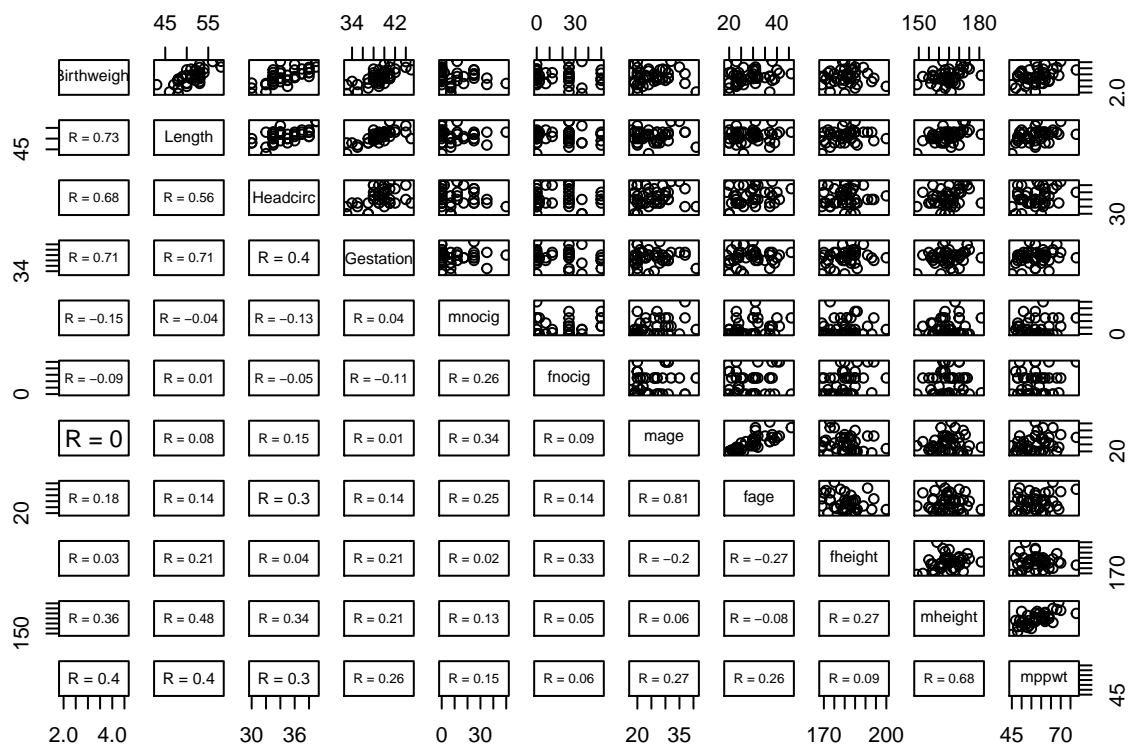 45 55 34 42 0 30 20 40 150 180
Birthweigh 2.0
45 R = 0.73 Length
R = 0.68 R = 0.56 Headcirc 30
34 R = 0.71 R = 0.71 R = 0.4 Gestation
R = −0.15 R = −0.04 R = −0.13 R = 0.04 mnocig 0
0 R = −0.09 R = 0.01 R = −0.05 R = −0.11 R = 0.26 fnocig
R = 0 R = 0.08 R = 0.15 R = 0.01 R = 0.34 R = 0.09 mage 20
20 R = 0.18 R = 0.14 R = 0.3 R = 0.14 R = 0.25 R = 0.14 R = 0.81 fage
R = 0.03 R = 0.21 R = 0.04 R = 0.21 R = 0.02 R = 0.33 R = −0.2 R = −0.27 fheight 170
150 R = 0.36 R = 0.48 R = 0.34 R = 0.21 R = 0.13 R = 0.05 R = 0.06 R = −0.08 R = 0.27 mheight
R = 0.4 R = 0.4 R = 0.3 R = 0.26 R = 0.15 R = 0.06 R = 0.27 R = 0.26 R = 0.09 R = 0.68 mppwt 45
2.0 4.0 30 36 0 30 20 35 170 200 45 70